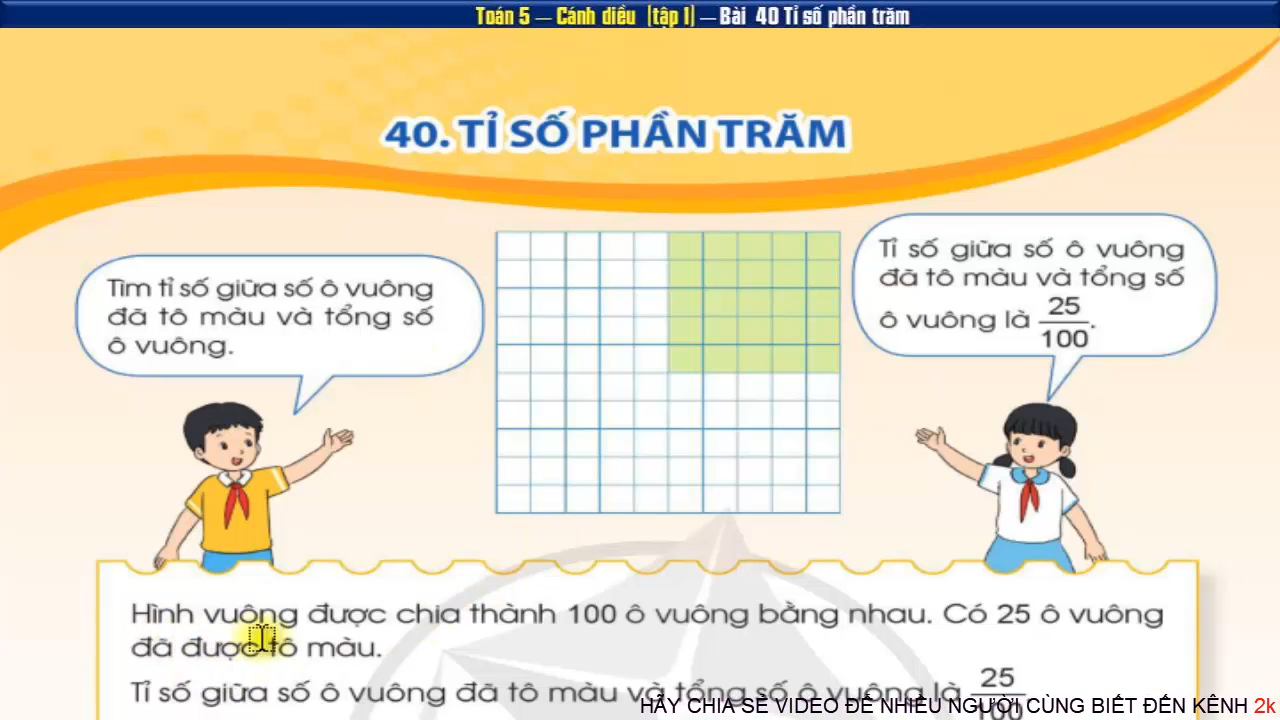 Toán 5 – Cánh diều (tập 1) – Bài 40 Tỉ số phần trăm
40. TỈ SỐ PHẦN TRĂM
Tìm tỉ số giữa số ô vuông
đã tô màu và tổng số
ô vuông.
Tỉ số giữa số ô vuông
đã tô màu và tổng số
ô vuông là 25/100.
Hình vuông được chia thành 100 ô vuông bằng nhau. Có 25 ô vuông
đã được tô màu.
Tỉ số giữa số ô vuông đã tô màu và tổng số ô vuông là 25/100
HÃY CHIA SẺ VIDEO ĐỂ NHIỀU NGƯỜI CÙNG BIẾT ĐẾN KÊNH 2k